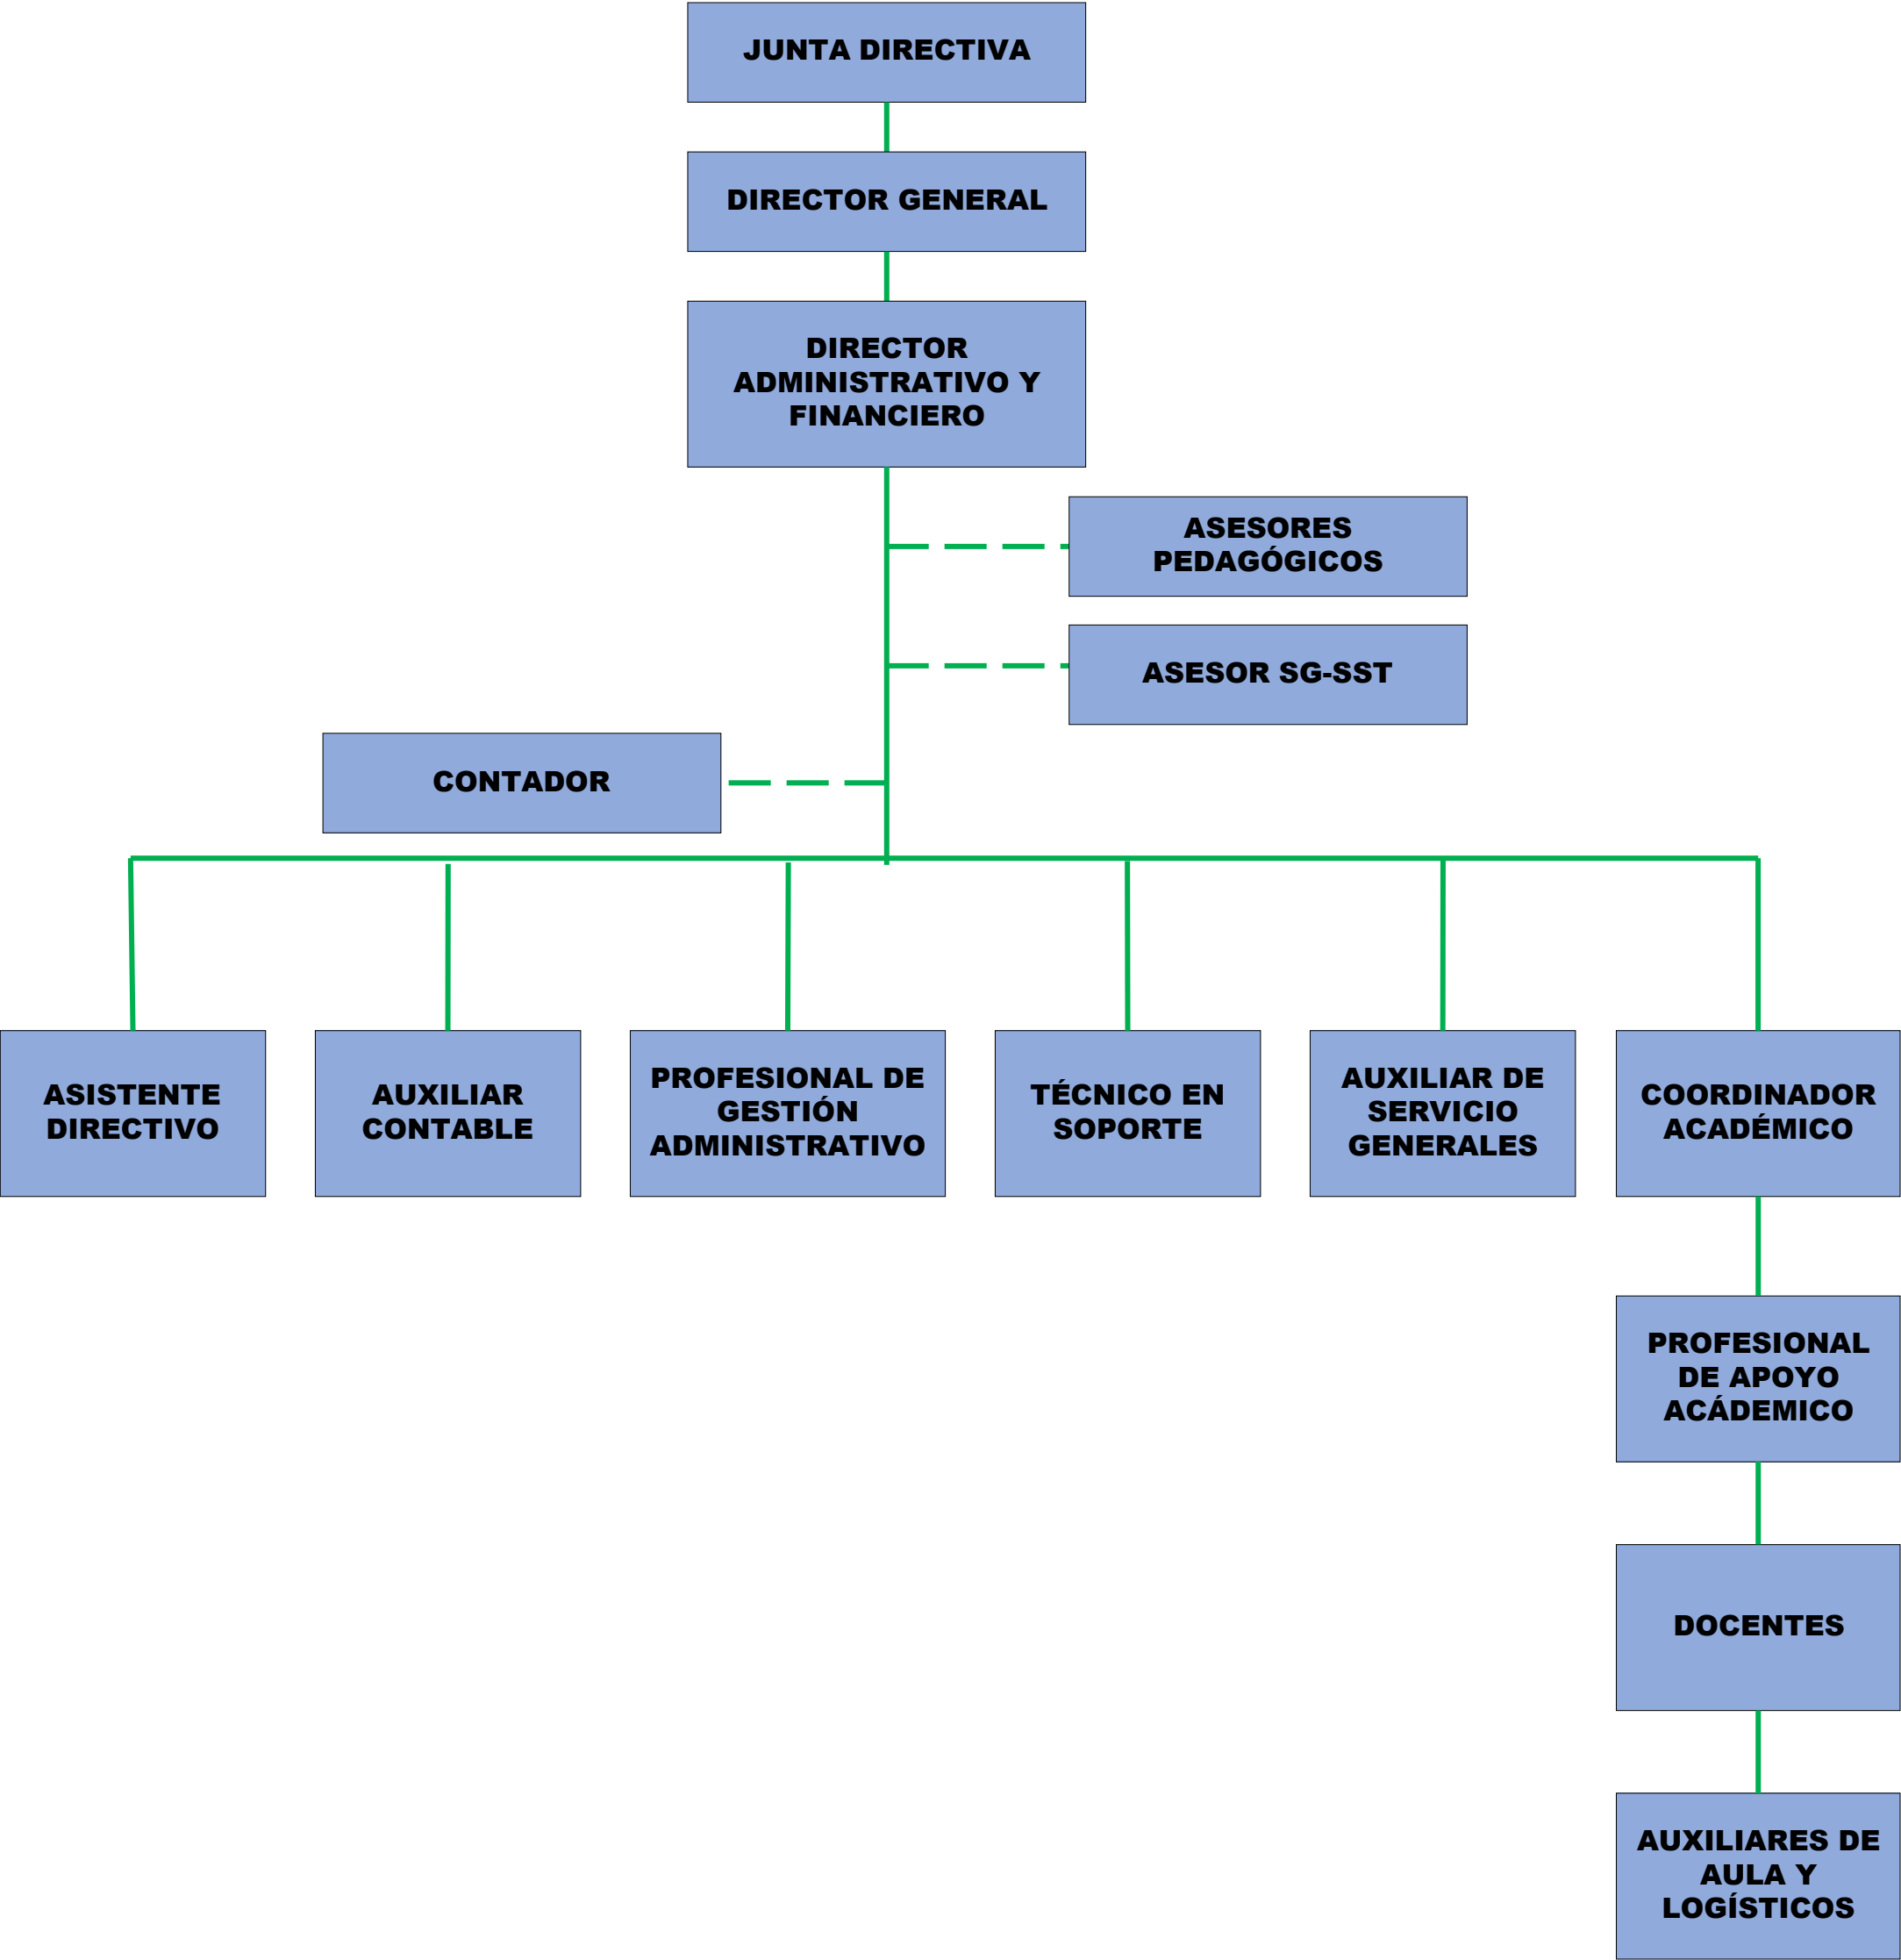 JUNTA DIRECTIVA
DIRECTOR GENERAL
DIRECTOR
ADMINISTRATIVO Y
FINANCIERO
ASESORES
PEDAGÓGICOS
ASESOR SG-SST
CONTADOR
ASISTENTE
DIRECTIVO
AUXILIAR
CONTABLE
PROFESIONAL DE
GESTIÓN
ADMINISTRATIVO
TÉCNICO EN
SOPORTE
AUXILIAR DE
SERVICIO
GENERALES
COORDINADOR
ACADÉMICO
PROFESIONAL
DE APOYO
ACÁDEMICO
DOCENTES
AUXILIARES DE
AULA Y
LOGÍSTICOS